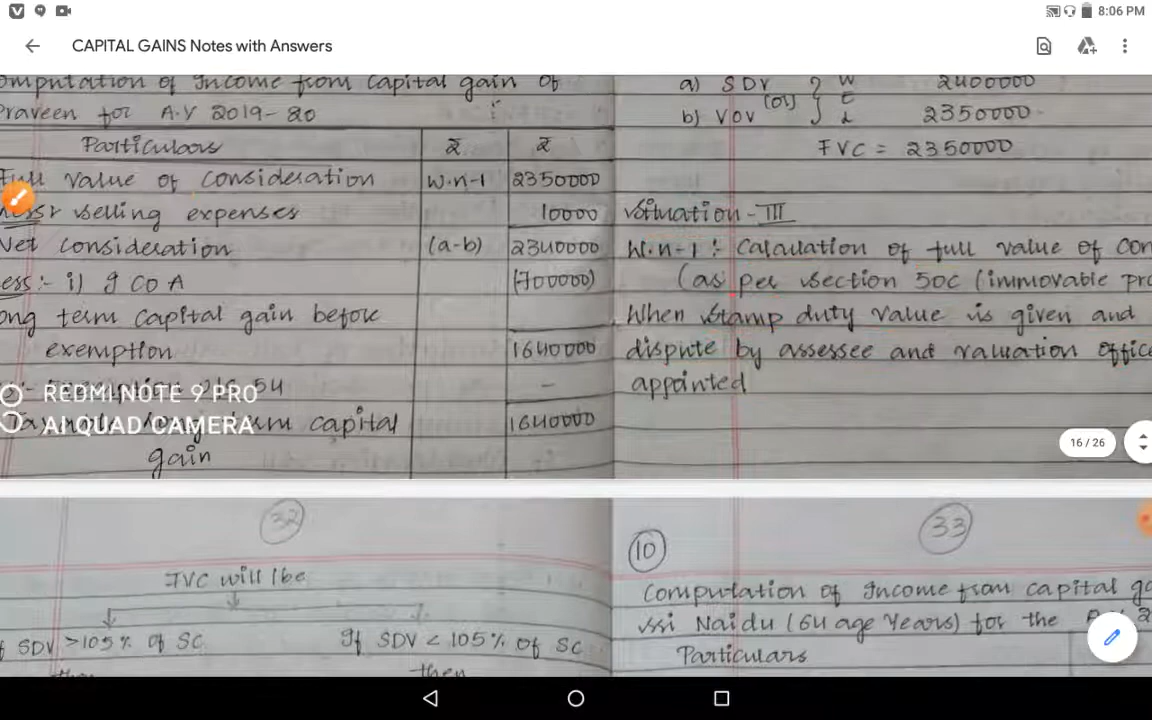 8:06 PM
CAPITAL GAINS Notes with Answers
omputation of Income from Capital gain of
Praveen for A.Y 2019-20
Particulars ₹ ₹
Full value of consideration W.n-1 2350000
selling expenses 10000
Net consideration (a-b) 2340000
ess:- i) I COA (700000)
ong term capital gain before
exemption 1640000
54 -
REDMI NOTE 9 PRO
AI QUAD CAMERA
capital 1640000
gain
a) SDV 2400000
(or)
b) VOV 2350000
FVC = 2350000
Situation-III
W.n-1:- Calculation of full value of con
(as per section 50C (immovable pro
When stamp duty value is given and
dispute by assessee and valuation office
appointed
16 / 26
32
FVC will be
f SDV >105% of SC If SDV < 105% of SC
then then
33
10
Computation of Income from capital ga
ssi Naidu (64 age Years) for the
Particulars